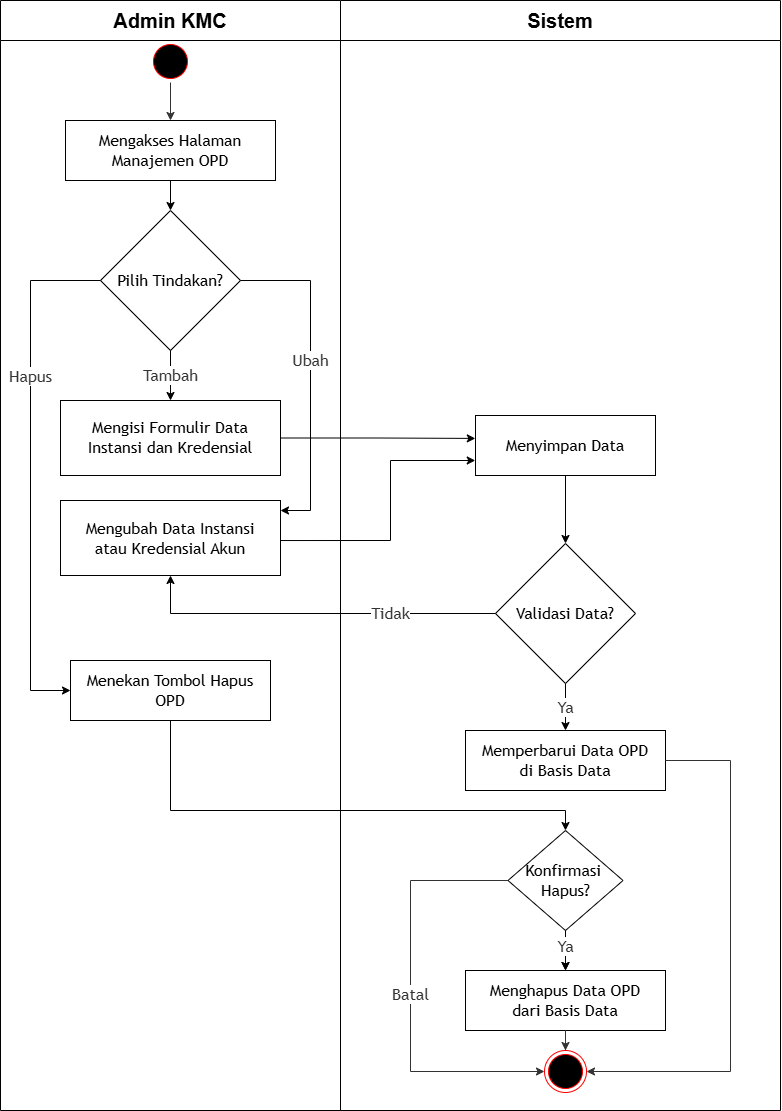 Admin KMC
Sistem
Mengakses Halaman
Manajemen OPD
Pilih Tindakan?
Ubah
Hapus
Tambah
Mengisi Formulir Data
Instansi dan Kredensial
Menyimpan Data
Mengubah Data Instansi
atau Kredensial Akun
Tidak
Validasi Data?
Menekan Tombol Hapus
OPD
Ya
Memperbarui Data OPD
di Basis Data
Konfirmasi
Hapus?
Ya
Batal
Menghapus Data OPD
dari Basis Data